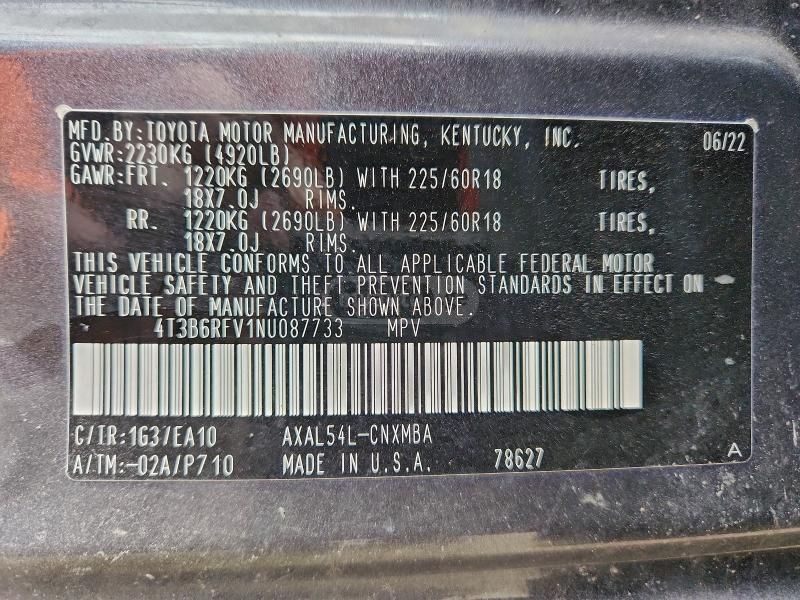 MFD.BY:TOYOTA MOTOR MANUFACTURING, KENTUCKY, INC. 06/22
GVWR:2230KG (4920LB)
GAWR:FRT. 1220KG (2690LB) WITH 225/60R18 TIRES,
18X7.0J RIMS.
RR. 1220KG (2690LB) WITH 225/60R18 TIRES,
18X7.0J RIMS.
THIS VEHICLE CONFORMS TO ALL APPLICABLE FEDERAL MOTOR
VEHICLE SAFETY AND THEFT PREVENTION STANDARDS IN EFFECT ON
THE DATE OF MANUFACTURE SHOWN ABOVE.
4T3B6RFV1NU087733 MPV
C/TR:1G3/EA10 AXAL54L-CNXMBA
A/TM:-02A/P710 MADE IN U.S.A. 78627 A